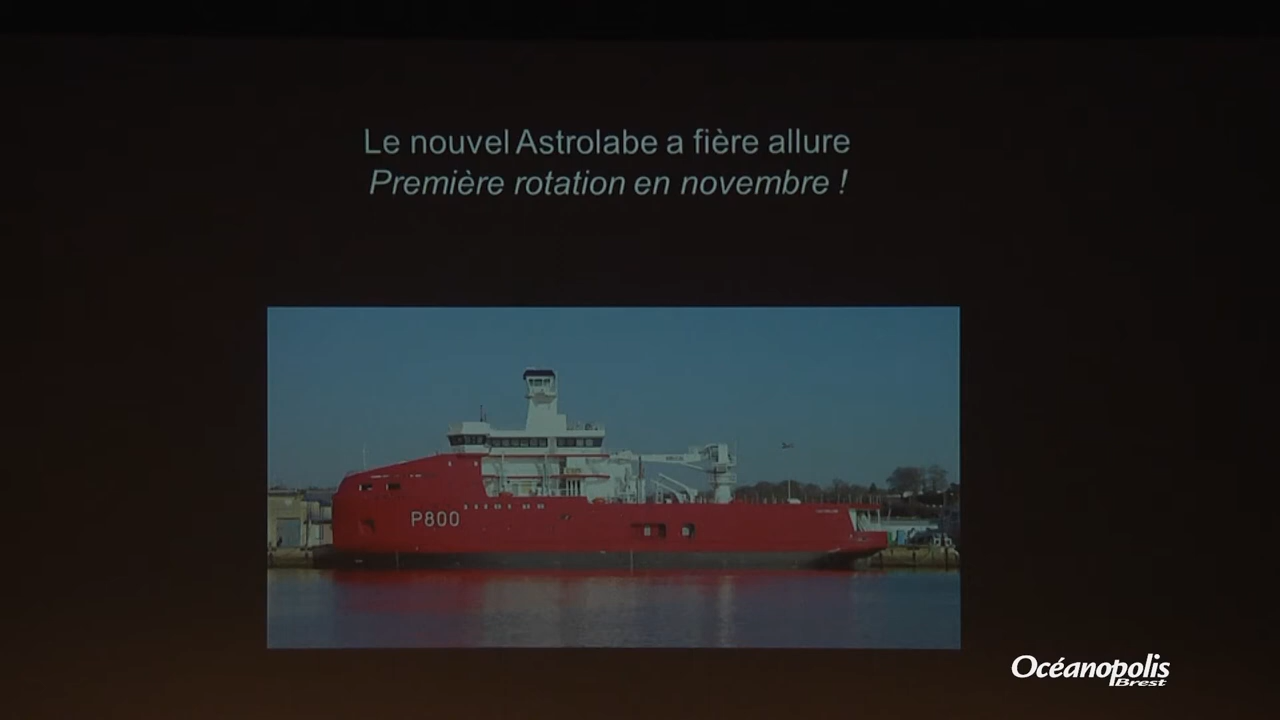 Le nouvel Astrolabe a fière allure
Première rotation en novembre !
P800
Océanopolis
Brest